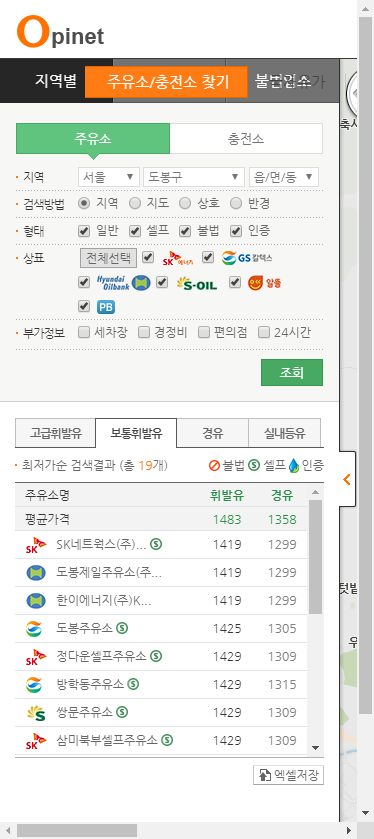 Opinet
지역별 주유소/충전소 찾기 불법업소
축
주유소 충전소
지역 서울 도봉구 읍/면/동
검색방법 지역 지도 상호 반경
형태 일반 셀프 불법 인증
상표 전체선택 SK에너지 GS칼텍스
Hyundai Oilbank S-OIL 알뜰
PB
부가정보 세차장 경정비 편의점 24시간
조회
고급휘발유 보통휘발유 경유 실내등유
최저가순 검색결과 (총 19개) 불법 셀프 인증
주유소명 휘발유 경유
평균가격 1483 1358
SK네트웍스(주)... 1419 1299
도봉제일주유소(주... 1419 1299
한이에너지(주)K... 1419 1299
도봉주유소 1425 1305
정다운셀프주유소 1429 1309
방학동주유소 1429 1315
쌍문주유소 1429 1309
삼미북부셀프주유소 1429 1309
엑셀저장